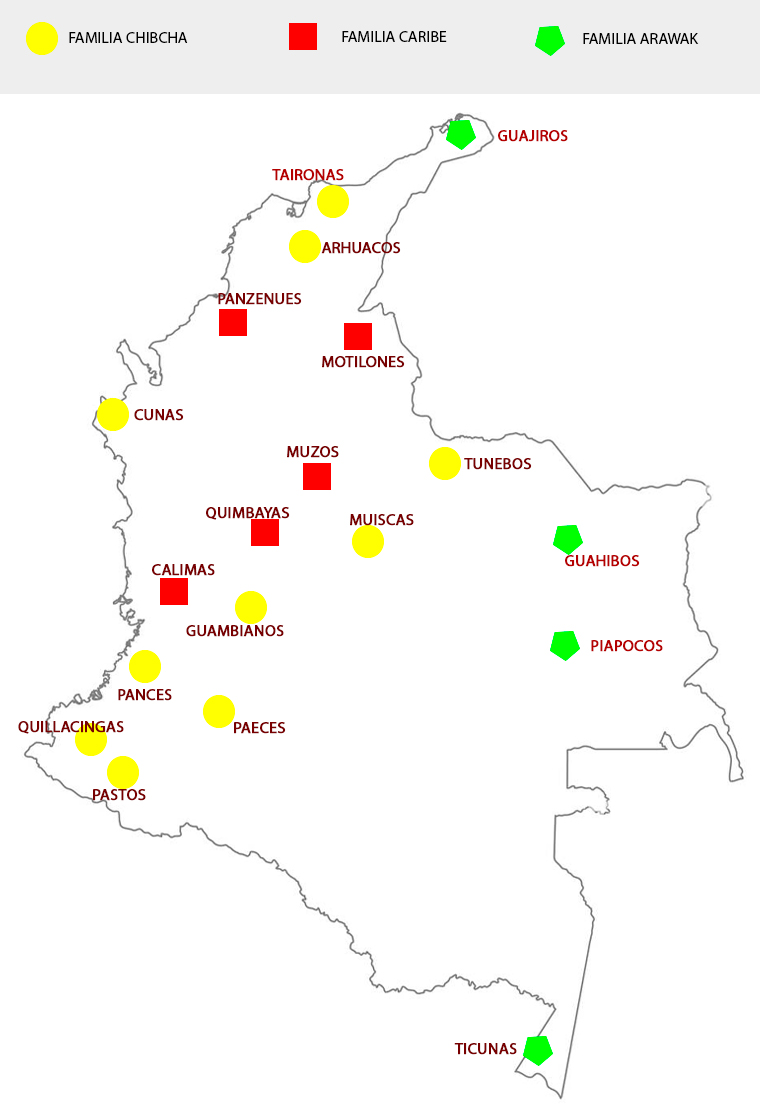 FAMILIA CHIBCHA
FAMILIA CARIBE
FAMILIA ARAWAK
GUAJIROS
TAIRONAS
ARHUACOS
PANZENUES
MOTILONES
CUNAS
MUZOS
TUNEBOS
QUIMBAYAS
MUISCAS
GUAHIBOS
CALIMAS
GUAMBIANOS
PIAPOCOS
PANCES
QUILLACINGAS
PAECES
PASTOS
TICUNAS